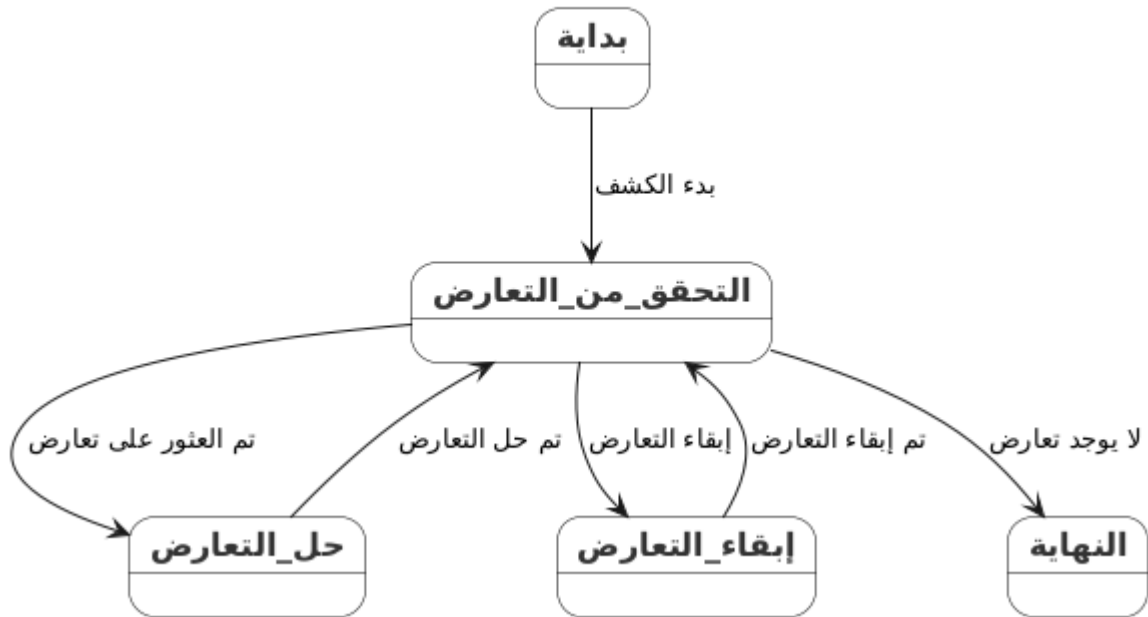 بداية
بدء الكشف
التحقق_من_التعارض
تم العثور على تعارض
تم حل التعارض
إبقاء التعارض
تم إبقاء التعارض
لا يوجد تعارض
حل_التعارض
إبقاء_التعارض
النهاية